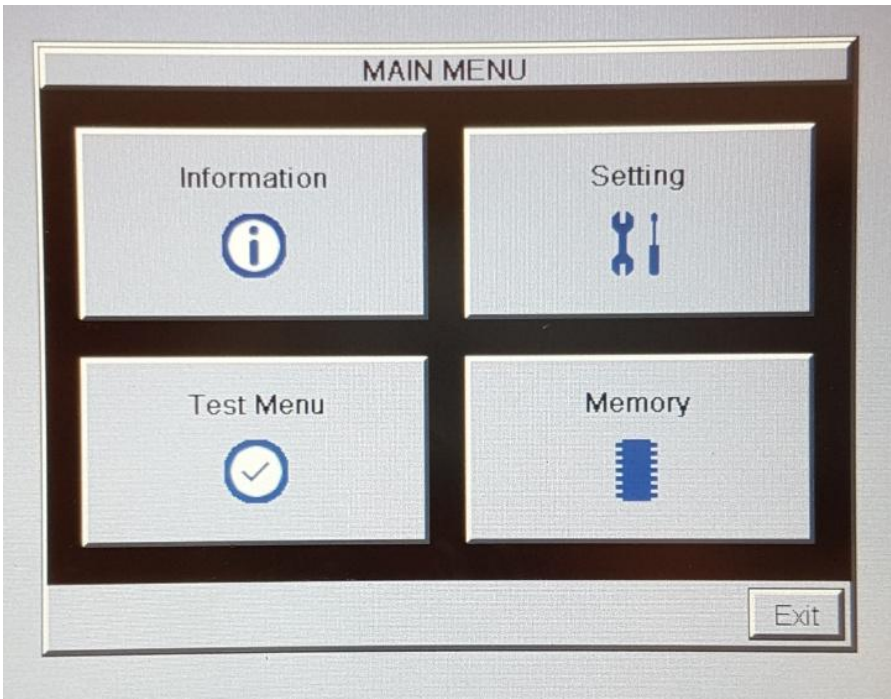 MAIN MENU
Information
Setting
Test Menu
Memory
Exit